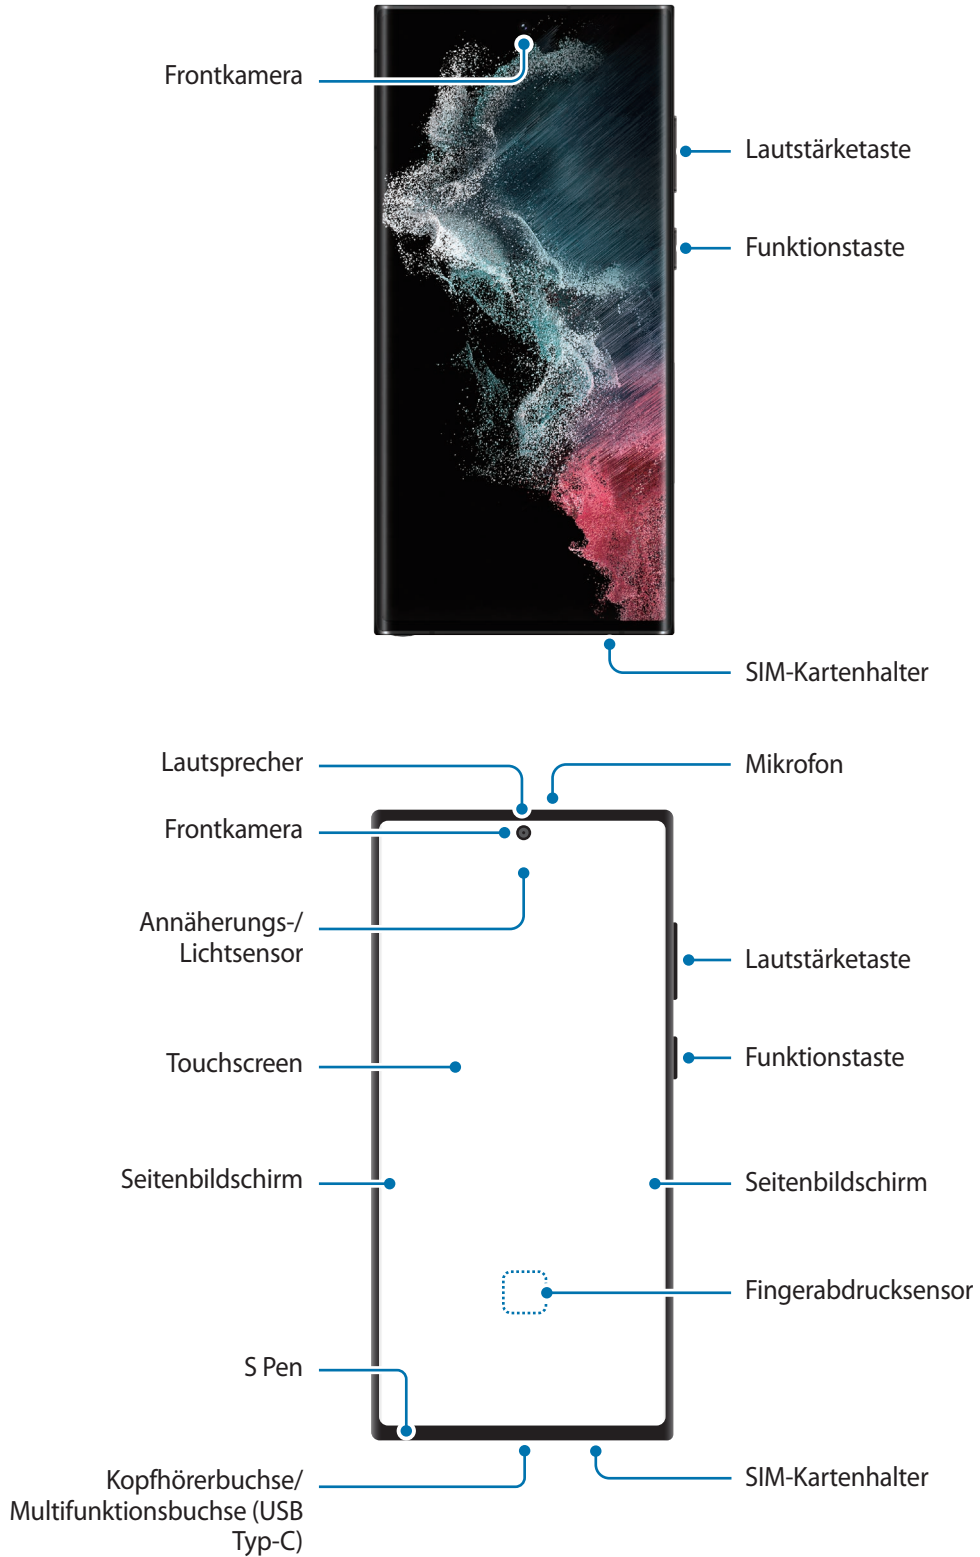 Frontkamera
Lautstärketaste
Funktionstaste
SIM-Kartenhalter
Lautsprecher
Mikrofon
Frontkamera
Annäherungs-/
Lichtsensor
Lautstärketaste
Touchscreen
Funktionstaste
Seitenbildschirm
Seitenbildschirm
Fingerabdrucksensor
S Pen
Kopfhörerbuchse/
Multifunktionsbuchse (USB
Typ-C)
SIM-Kartenhalter